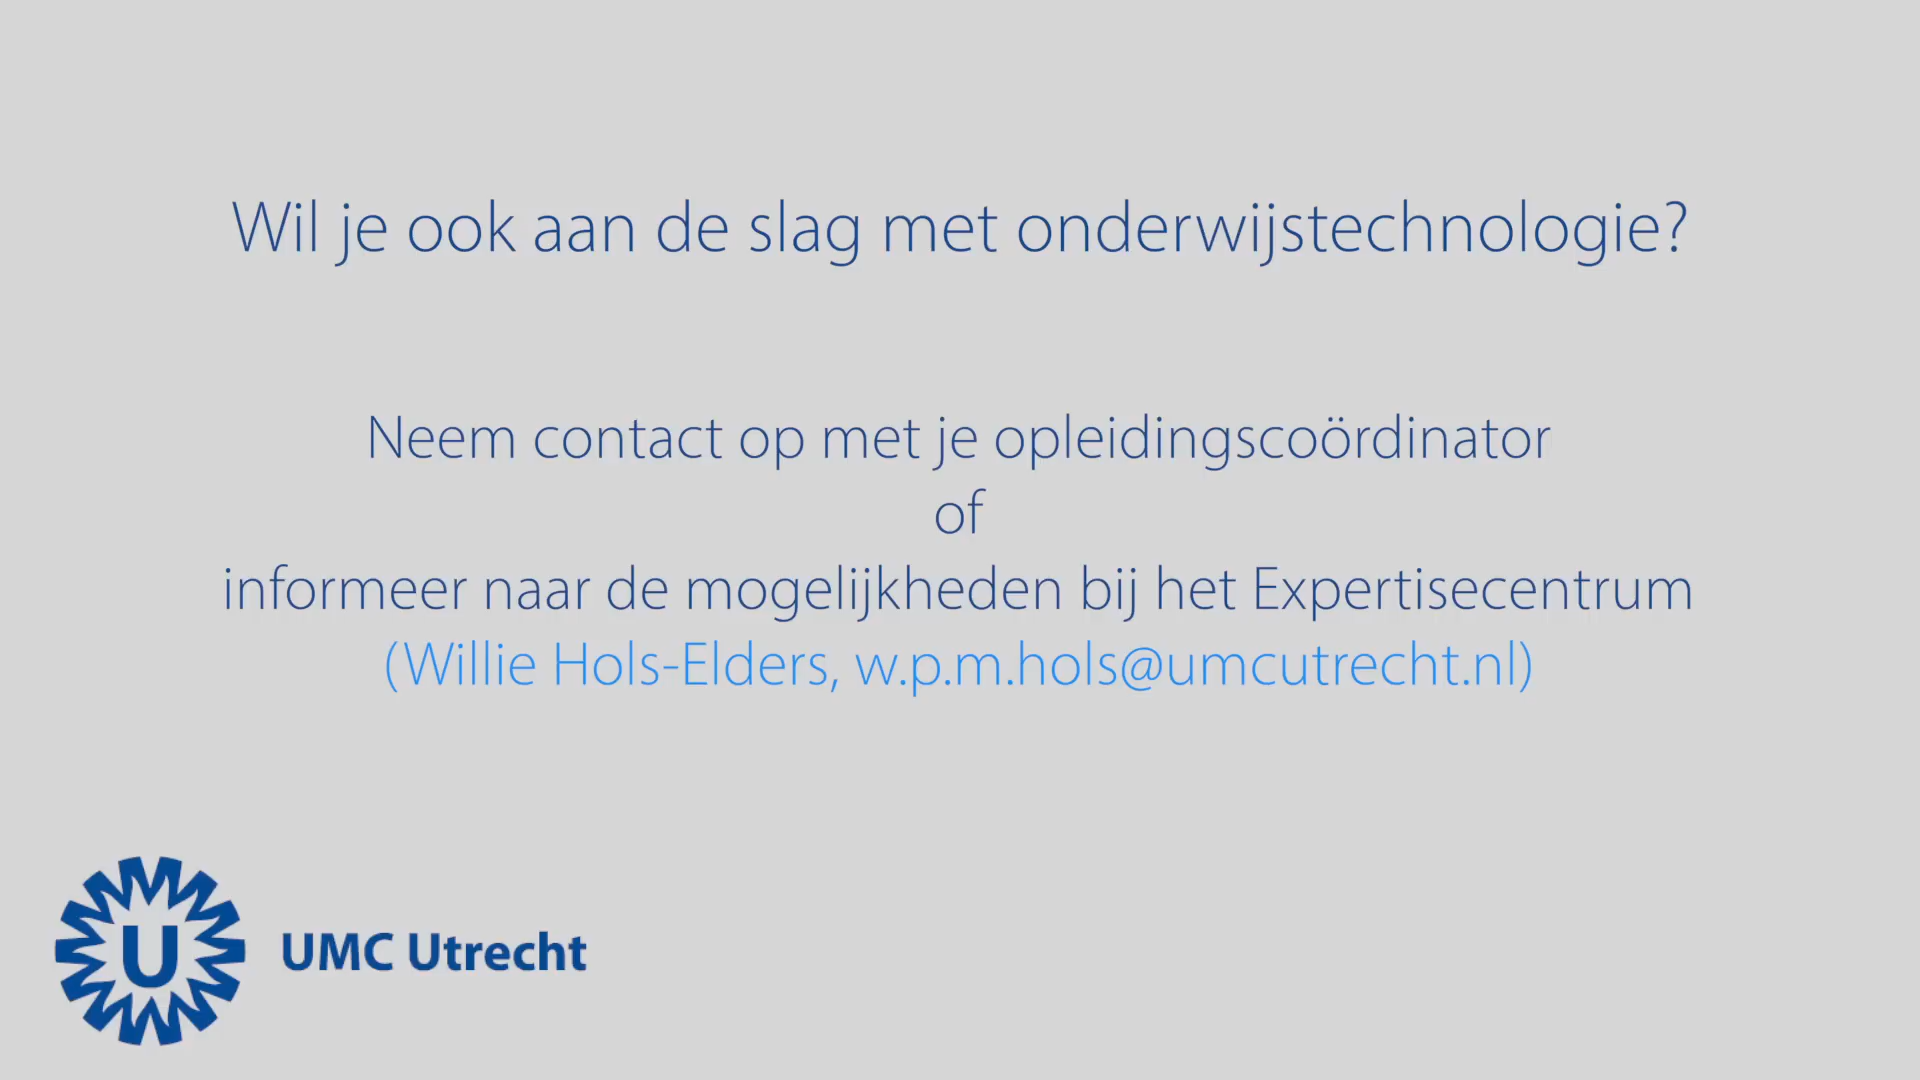 Wil je ook aan de slag met onderwijstechnologie?
Neem contact op met je opleidingscoördinator
of
informeer naar de mogelijkheden bij het Expertisecentrum
(Willie Hols-Elders, w.p.m.hols@umcutrecht.nl)
U
UMC Utrecht